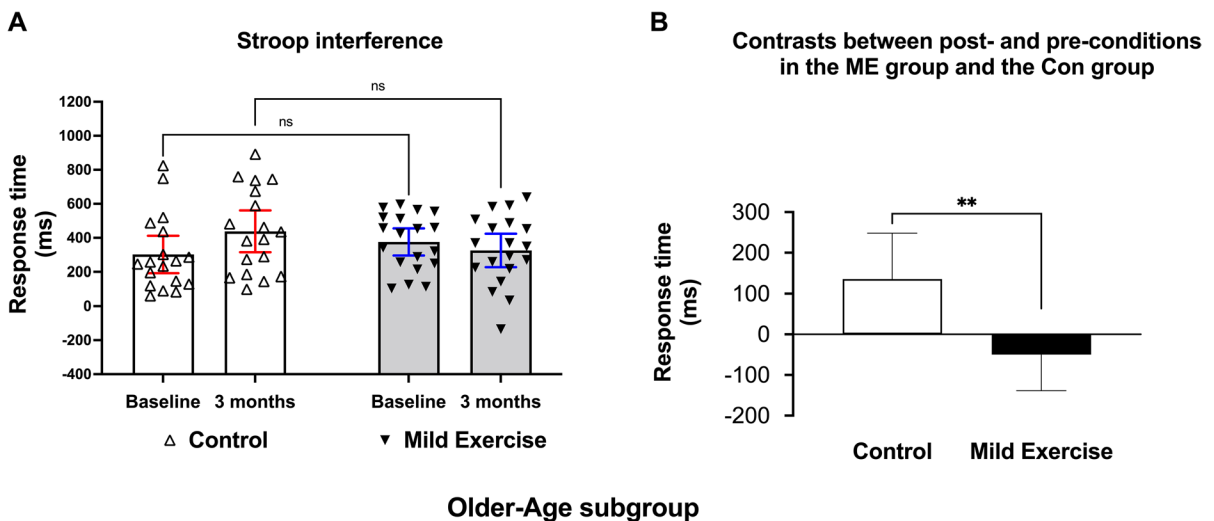 A
Stroop interference
ns
ns
1200
1000
800
600
400
200
0
-200
-400
Response time
(ms)
Baseline 3 months Baseline 3 months
△ Control ▼ Mild Exercise
B
Contrasts between post- and pre-conditions
in the ME group and the Con group
**
300
200
100
0
-100
-200
Response time
(ms)
Control Mild Exercise
Older-Age subgroup